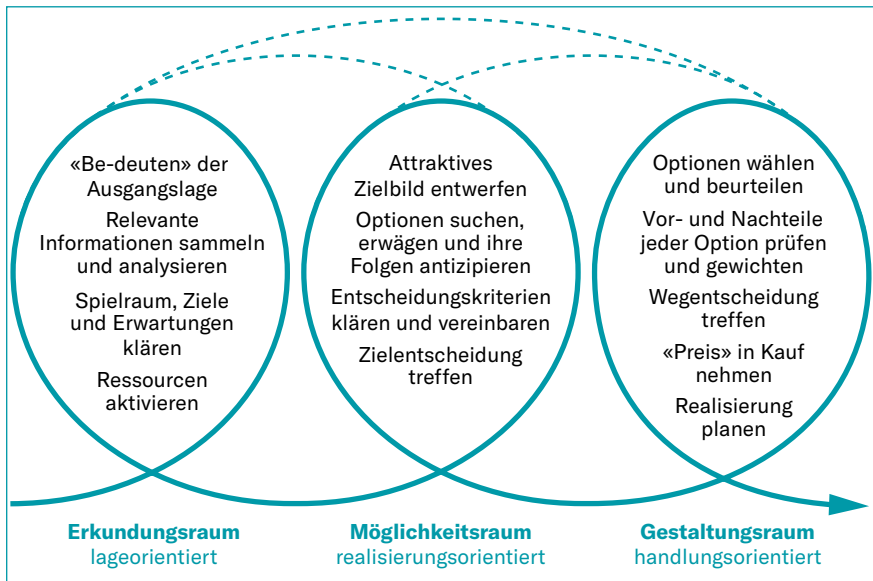 «Be-deuten» der
Ausgangslage
Relevante
Informationen sammeln
und analysieren
Spielraum, Ziele
und Erwartungen
klären
Ressourcen
aktivieren
Attraktives
Zielbild entwerfen
Optionen suchen,
erwägen und ihre
Folgen antizipieren
Entscheidungskriterien
klären und vereinbaren
Zielentscheidung
treffen
Optionen wählen
und beurteilen
Vor- und Nachteile
jeder Option prüfen
und gewichten
Wegentscheidung
treffen
«Preis» in Kauf
nehmen
Realisierung
planen
Erkundungsraum
lageorientiert
Möglichkeitsraum
realisierungsorientiert
Gestaltungsraum
handlungsorientiert